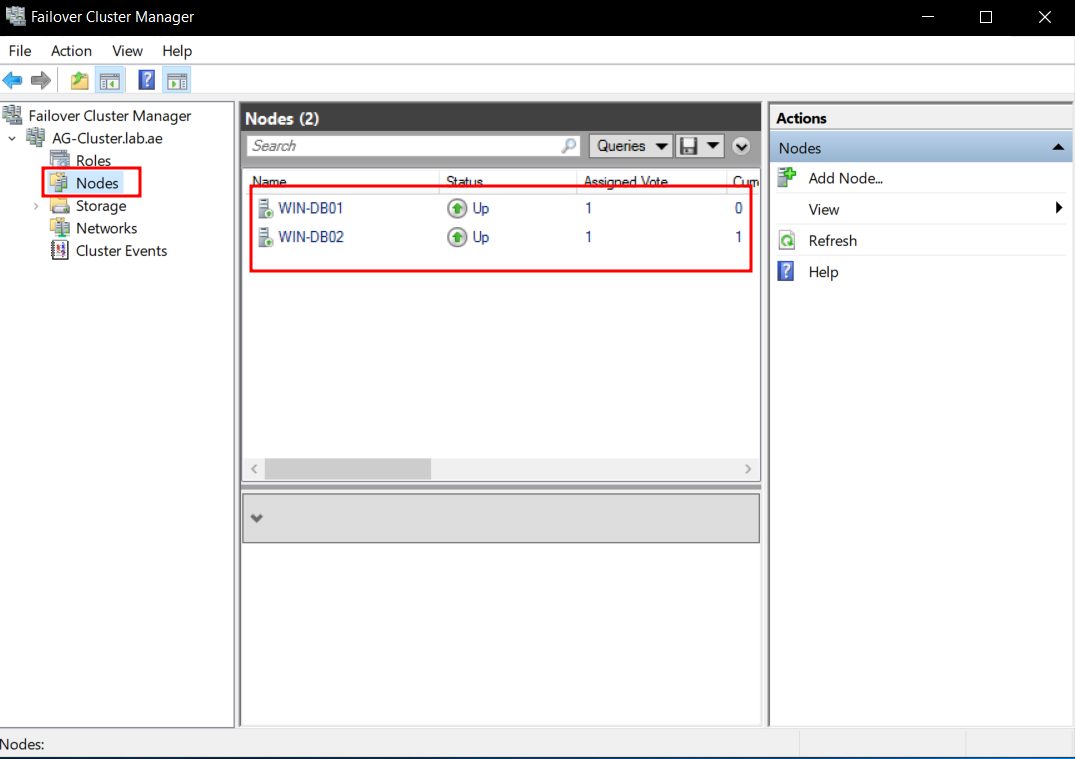 Failover Cluster Manager
File Action View Help
Failover Cluster Manager
AG-Cluster.lab.ae
Roles
Nodes
Storage
Networks
Cluster Events
Nodes (2)
Search Queries
Name Status Assigned Vote
WIN-DB01 Up 1 0
WIN-DB02 Up 1 1
Actions
Nodes
Add Node...
View
Refresh
Help
Nodes: